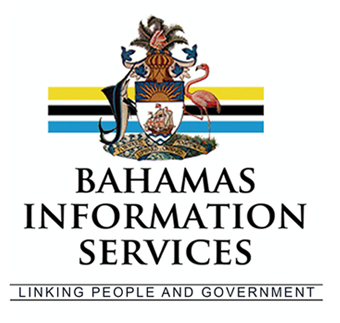 BAHAMAS
INFORMATION
SERVICES
LINKING PEOPLE AND GOVERNMENT